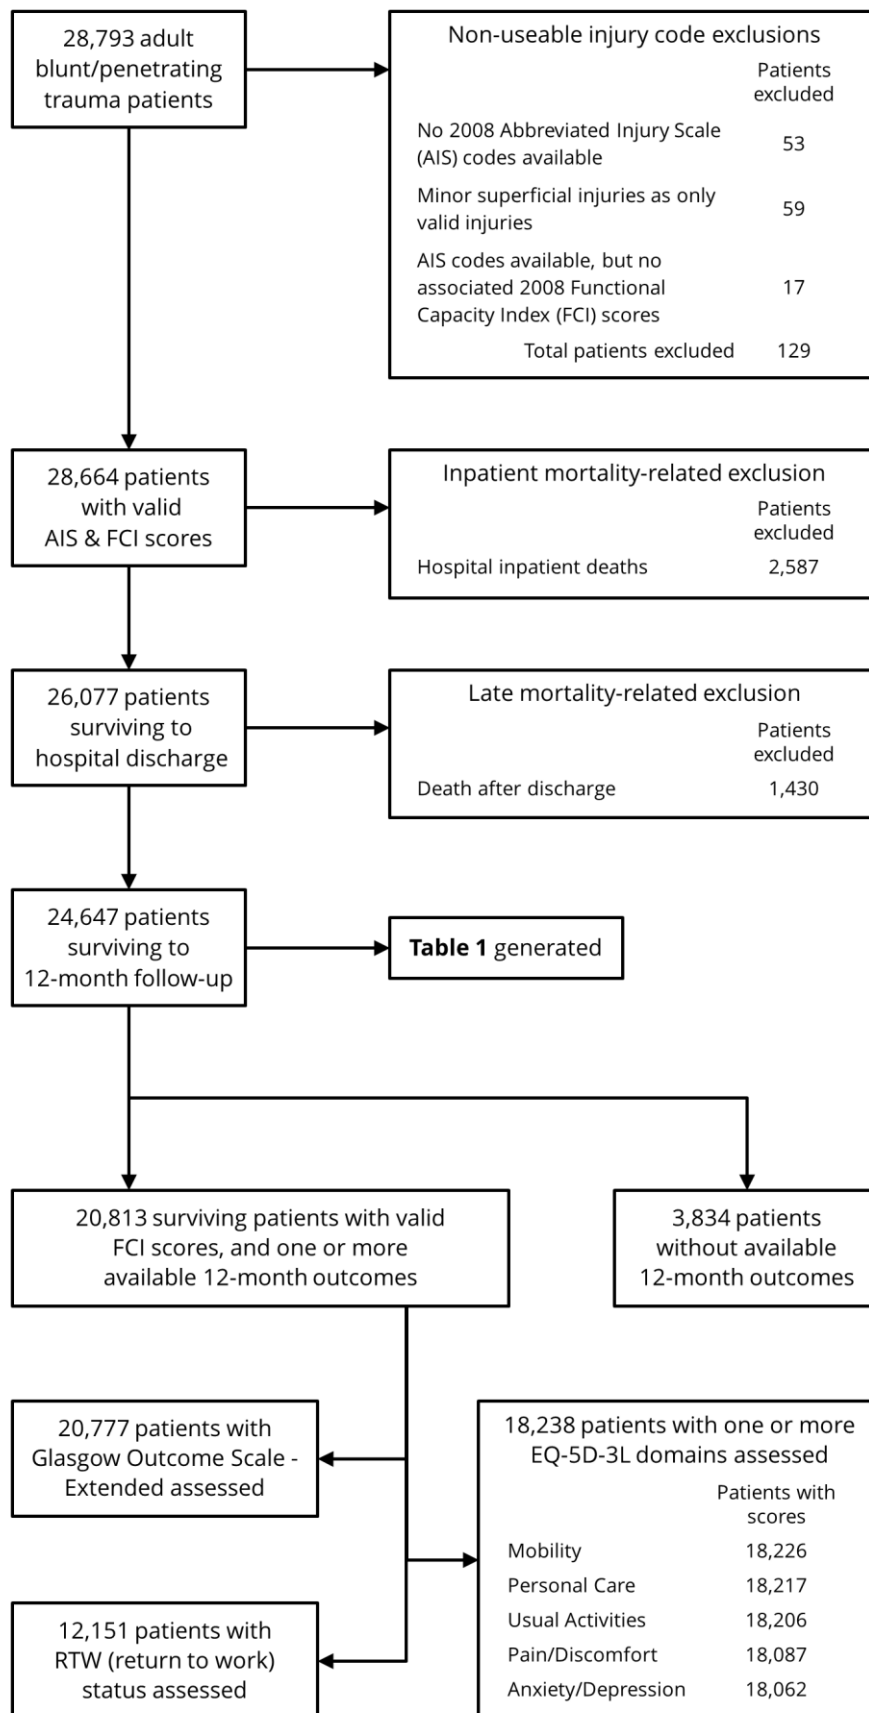 28,793 adult
blunt/penetrating
trauma patients
Non-useable injury code exclusions
Patients
excluded
No 2008 Abbreviated Injury Scale
(AIS) codes available
53
Minor superficial injuries as only
valid injuries
59
AIS codes available, but no
associated 2008 Functional
Capacity Index (FCI) scores
17
Total patients excluded 129
28,664 patients
with valid
AIS & FCI scores
Inpatient mortality-related exclusion
Patients
excluded
Hospital inpatient deaths 2,587
26,077 patients
surviving to
hospital discharge
Late mortality-related exclusion
Patients
excluded
Death after discharge 1,430
24,647 patients
surviving to
12-month follow-up
Table 1 generated
20,813 surviving patients with valid
FCI scores, and one or more
available 12-month outcomes
3,834 patients
without available
12-month outcomes
20,777 patients with
Glasgow Outcome Scale -
Extended assessed
18,238 patients with one or more
EQ-5D-3L domains assessed
Patients with
scores
Mobility 18,226
Personal Care 18,217
Usual Activities 18,206
Pain/Discomfort 18,087
Anxiety/Depression 18,062
12,151 patients with
RTW (return to work)
status assessed